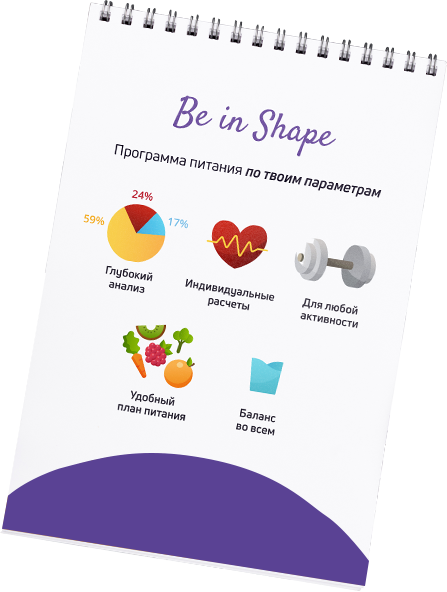 Be in Shape
Программа питания по твоим параметрам
24%
59%
17%
Глубокий
анализ
Индивидуальные
расчеты
Для любой
активности
Удобный
план питания
Баланс
во всем